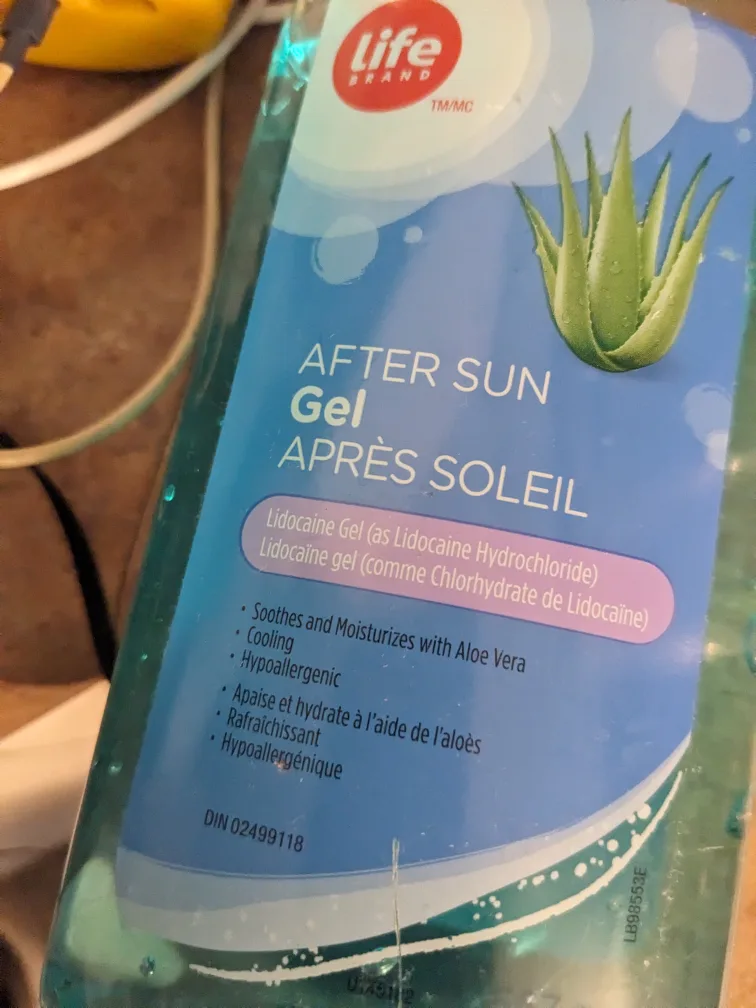 life
BRAND
TM/MC
AFTER SUN
Gel
APRÈS SOLEIL
Lidocaine Gel (as Lidocaine Hydrochloride)
Lidocaïne gel (comme Chlorhydrate de Lidocaïne)
• Soothes and Moisturizes with Aloe Vera
• Cooling
• Hypoallergenic
• Apaise et hydrate à l'aide de l'aloès
• Rafraîchissant
• Hypoallergénique
DIN 02499118
LB98553E